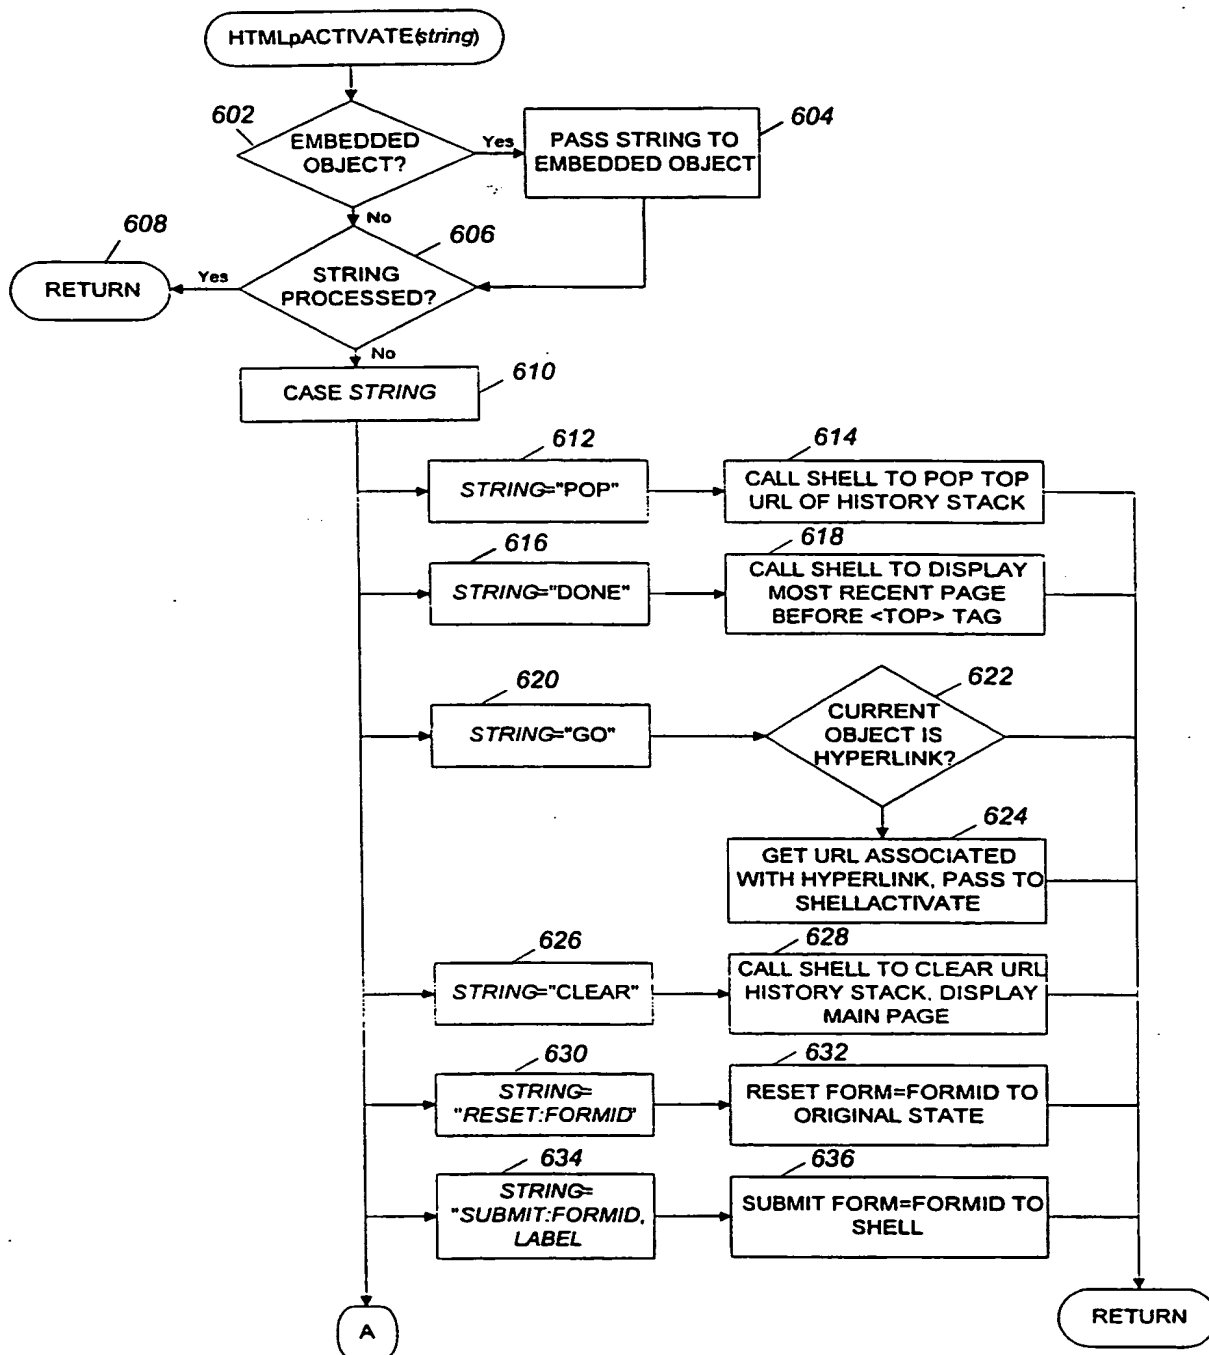 HTMLpACTIVATE(string)
602
EMBEDDED
OBJECT?
Yes
604
PASS STRING TO
EMBEDDED OBJECT
No
608
RETURN
Yes
606
STRING
PROCESSED?
No
610
CASE STRING
612
STRING="POP"
614
CALL SHELL TO POP TOP
URL OF HISTORY STACK
616
STRING="DONE"
618
CALL SHELL TO DISPLAY
MOST RECENT PAGE
BEFORE <TOP> TAG
620
STRING="GO"
622
CURRENT
OBJECT IS
HYPERLINK?
624
GET URL ASSOCIATED
WITH HYPERLINK, PASS TO
SHELLACTIVATE
626
STRING="CLEAR"
628
CALL SHELL TO CLEAR URL
HISTORY STACK, DISPLAY
MAIN PAGE
630
STRING=
"RESET:FORMID"
632
RESET FORM=FORMID TO
ORIGINAL STATE
634
STRING=
"SUBMIT:FORMID,
LABEL
636
SUBMIT FORM=FORMID TO
SHELL
A
RETURN